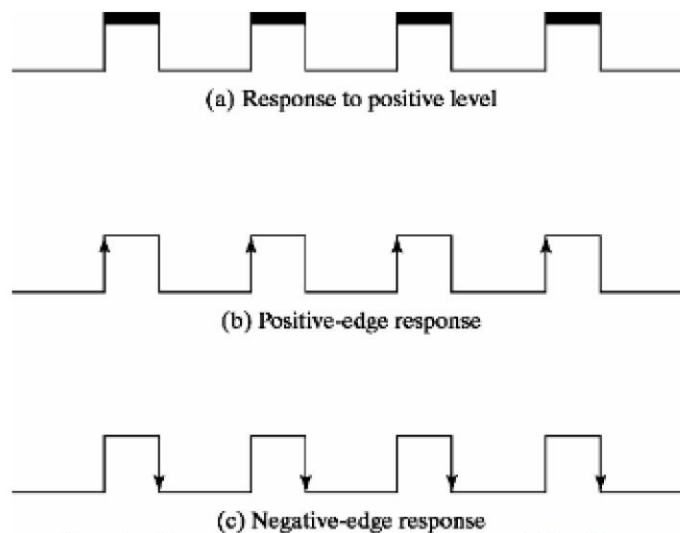 (a) Response to positive level
(b) Positive-edge response
(c) Negative-edge response